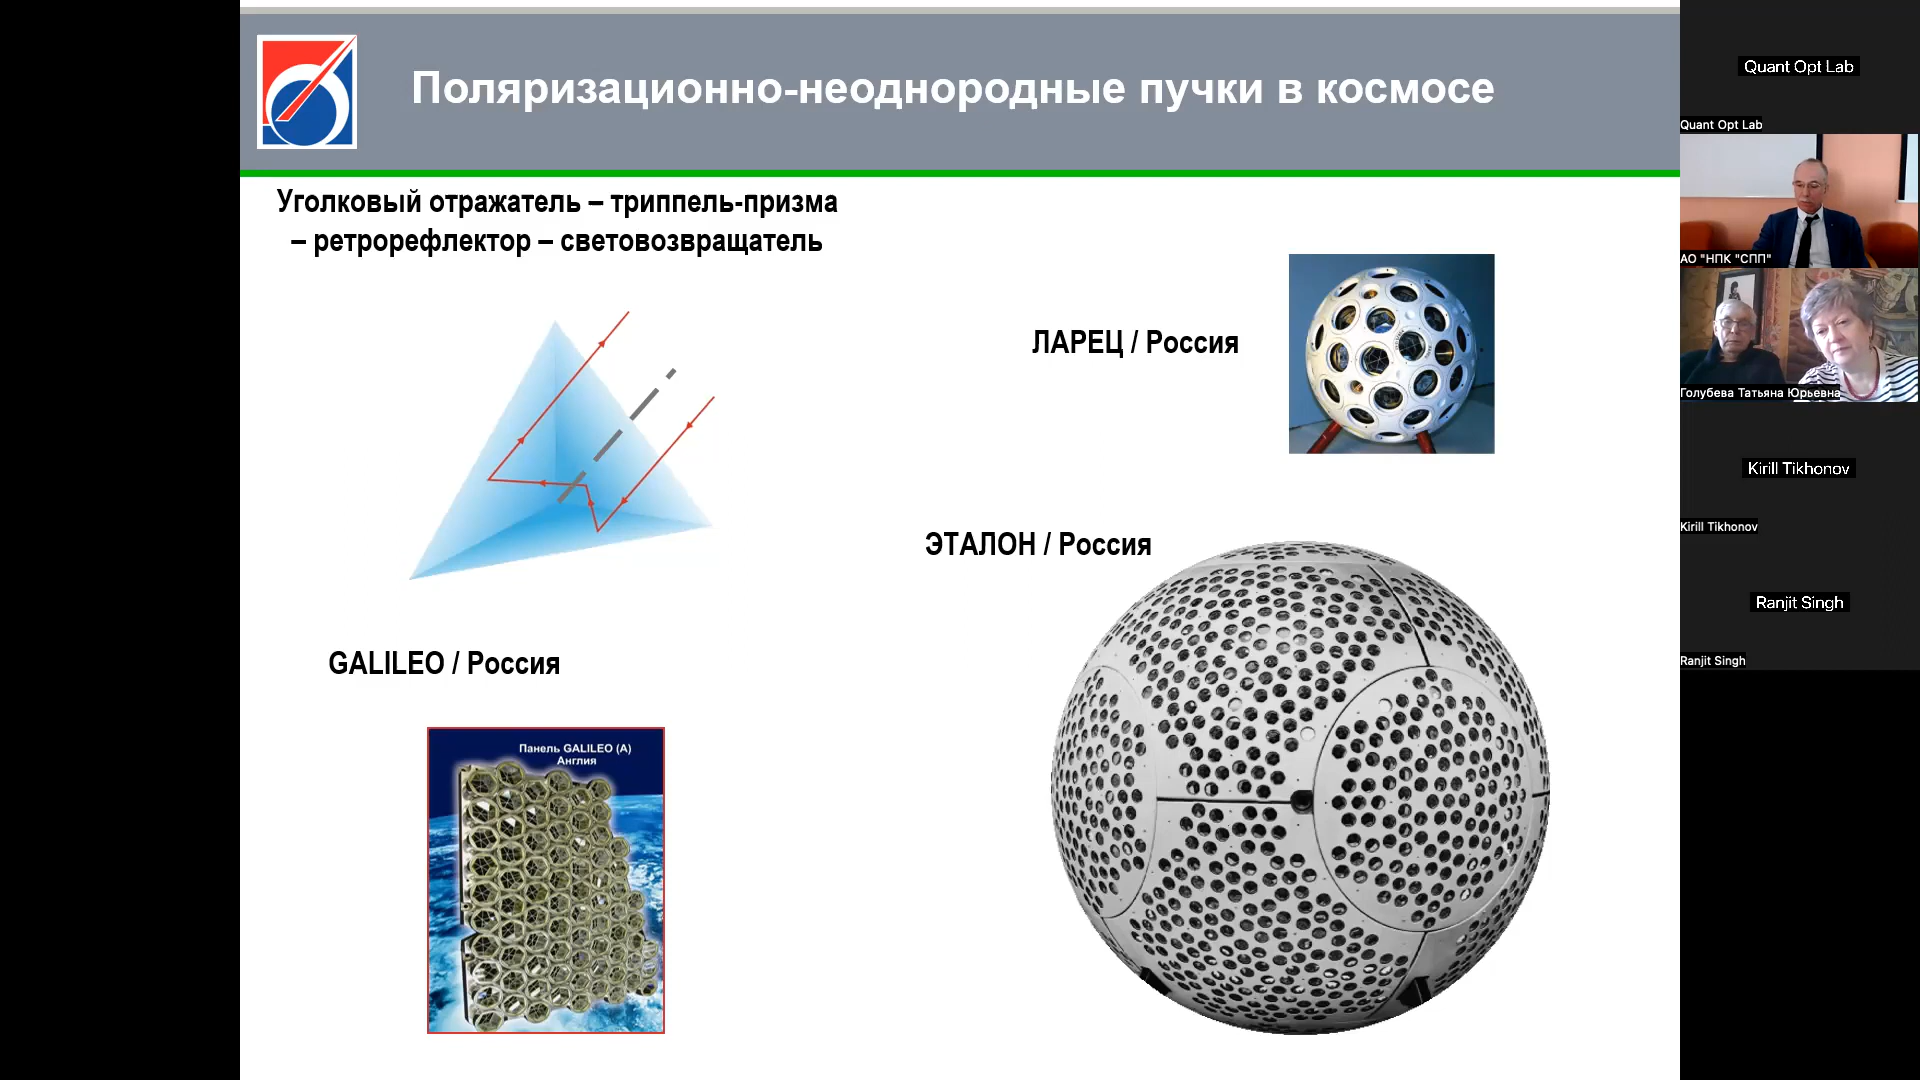 Поляризационно-неоднородные пучки в космосе
Уголковый отражатель – триппель-призма
– ретрорефлектор – световозвращатель
ЛАРЕЦ / Россия
ЭТАЛОН / Россия
GALILEO / Россия
Панель GALILEO (A)
Англия
Quant Opt Lab
Quant Opt Lab
АО "НПК "СПП"
Голубева Татьяна Юрьевна
Kirill Tikhonov
Kirill Tikhonov
Ranjit Singh
Ranjit Singh